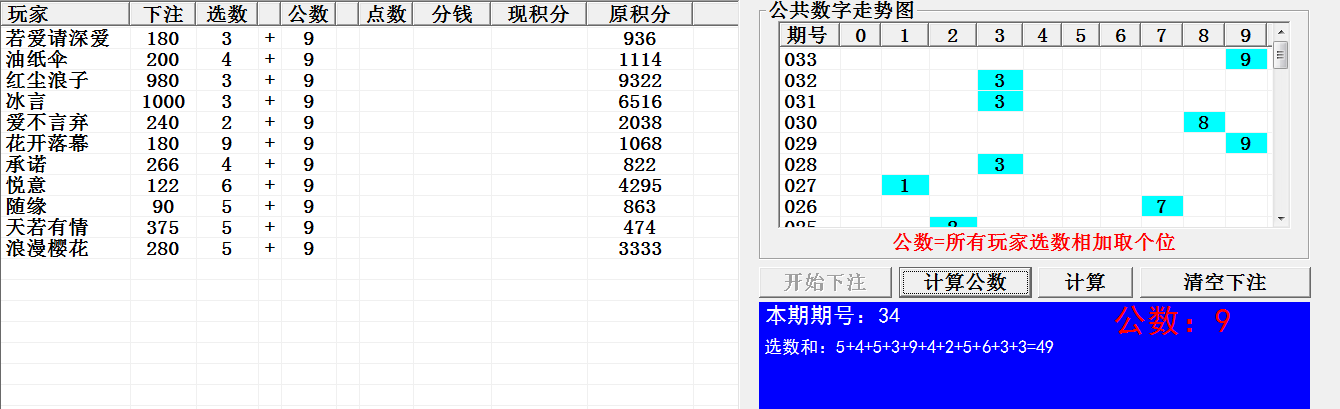 玩家 下注 选数 公数 点数 分钱 现积分 原积分
若爱请深爱 180 3 + 9 936
油纸伞 200 4 + 9 1114
红尘浪子 980 3 + 9 9322
冰言 1000 3 + 9 6516
爱不言弃 240 2 + 9 2038
花开落幕 180 9 + 9 1068
承诺 266 4 + 9 822
悦意 122 6 + 9 4295
随缘 90 5 + 9 863
天若有情 375 5 + 9 474
浪漫樱花 280 5 + 9 3333
公共数字走势图
期号 0 1 2 3 4 5 6 7 8 9
033 9
032 3
031 3
030 8
029 9
028 3
027 1
026 7
025 2
公数=所有玩家选数相加取个位
开始下注 计算公数 计算 清空下注
本期期号：34 公数：9
选数和：5+4+5+3+9+4+2+5+6+3+3=49